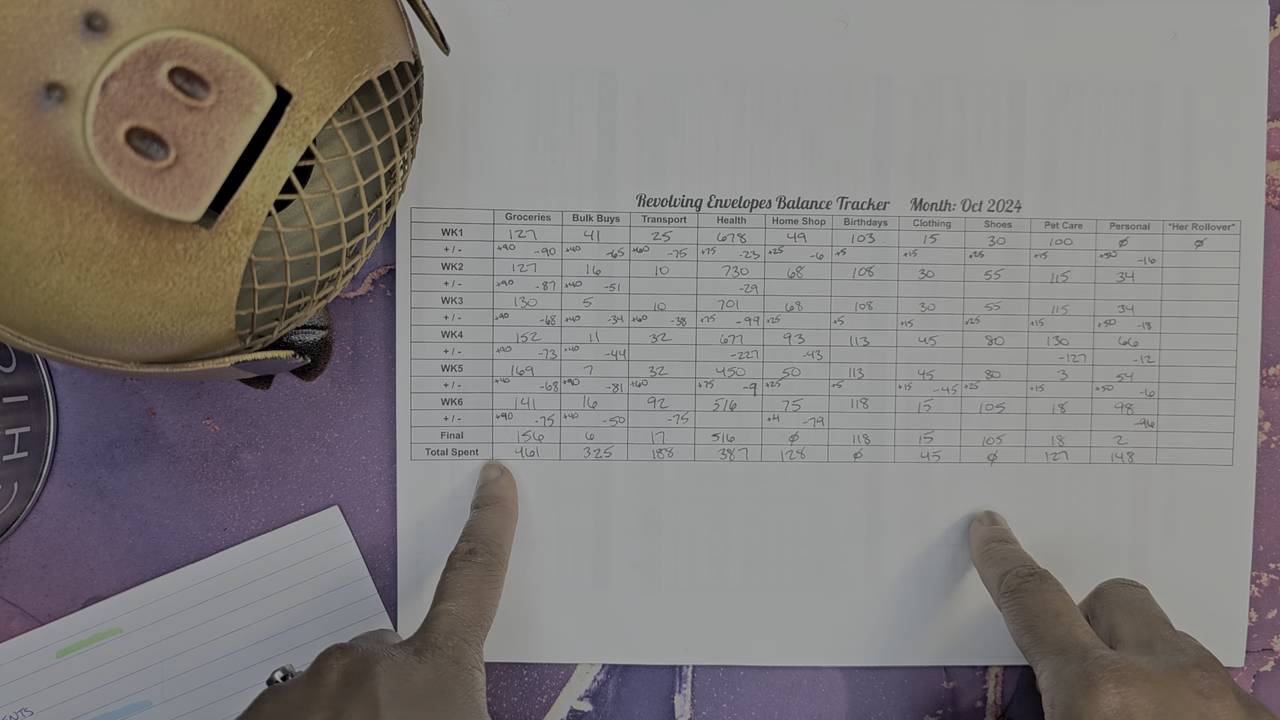 Revolving Envelopes Balance Tracker Month: Oct 2024
Groceries Bulk Buys Transport Health Home Shop Birthdays Clothing Shoes Pet Care Personal "Her Rollover"
WK1 127 41 25 678 49 103 15 30 100 ∅ ∅
+ / - +90 -90 +40 -65 +60 -75 +75 -23 +25 -6 +5 +15 +25 +15 +50 -16
WK2 127 16 10 730 68 108 30 55 115 34
+ / - +90 -87 +40 -51 -29
WK3 130 5 10 701 68 108 30 55 115 34
+ / - +90 -68 +40 -34 +60 -38 +75 -99 +25 +5 +15 +25 +15 +50 -18
WK4 152 11 32 677 93 113 45 80 130 66
+ / - +90 -73 +40 -44 -227 -43 -127 -12
WK5 169 7 32 450 50 113 45 80 3 54
+ / - +40 -68 +90 -81 +60 +75 -9 +25 +5 +15 -45 +25 +15 +50 -6
WK6 141 16 92 516 75 118 15 105 18 98
+ / - +90 -75 +40 -50 -75 +4 -79 -96
Final 156 6 17 516 ∅ 118 15 105 18 2
Total Spent 461 325 188 387 128 ∅ 45 ∅ 127 148
CHIC
ENTS